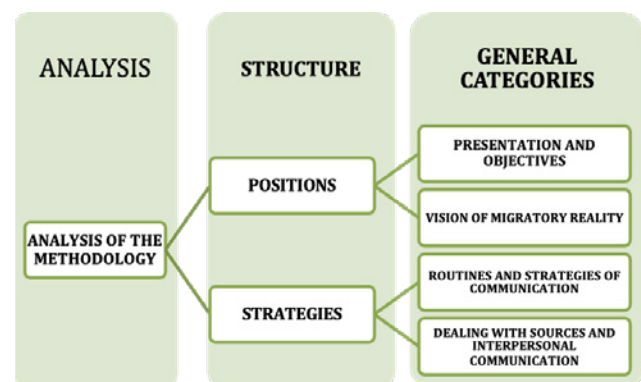 ANALYSIS
STRUCTURE
GENERAL
CATEGORIES
ANALYSIS OF THE
METHODOLOGY
POSITIONS
STRATEGIES
PRESENTATION AND
OBJECTIVES
VISION OF MIGRATORY REALITY
ROUTINES AND STRATEGIES OF
COMMUNICATION
DEALING WITH SOURCES AND
INTERPERSONAL
COMMUNICATION